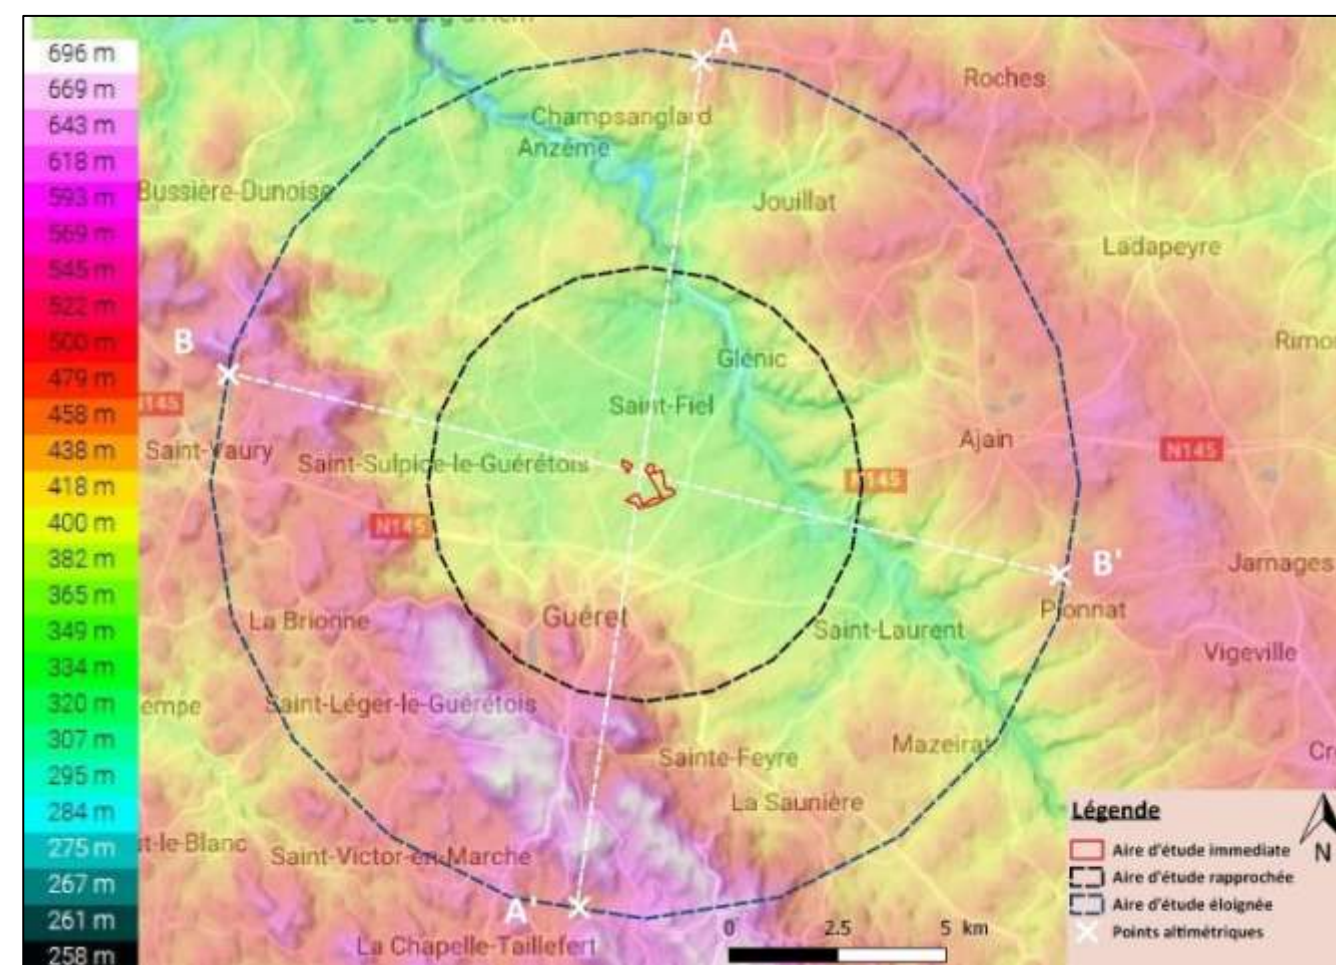 696 m
669 m
643 m
618 m
593 m
569 m
545 m
522 m
500 m
479 m
458 m
438 m
418 m
400 m
382 m
365 m
349 m
334 m
320 m
307 m
295 m
284 m
275 m
267 m
261 m
258 m
A
Roches
Champsanglard
Anzême
Bussière-Dunoise
Jouillat
Ladapeyre
B
Glénic
Saint-Fiel
N145
Saint-Vaury
Saint-Sulpice-le-Guérétois
Ajain
N145
N145
N145
B'
Jarnages
La Brionne
Guéret
Pionnat
Saint-Laurent
Vigeville
Saint-Léger-le-Guérétois
Sainte-Feyre
Mazeirat
La Saunière
Saint-Victor-en-Marche
A'
La Chapelle-Taillefert
0 2.5 5 km
Légende
Aire d'étude immediate
Aire d'étude rapprochée
Aire d'étude éloignée
Points altimétriques
N